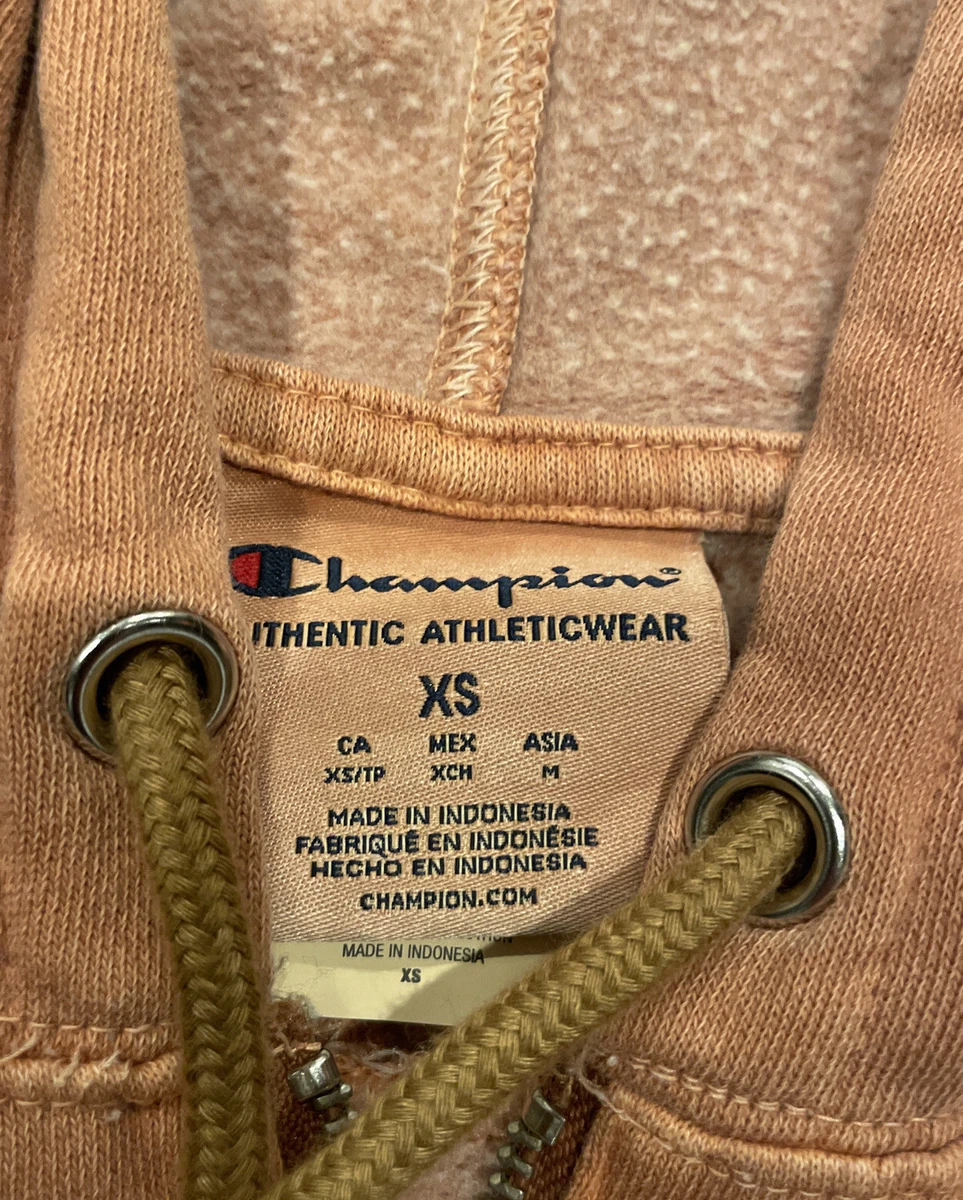 Champion®
AUTHENTIC ATHLETICWEAR
XS
CA MEX ASIA
XS/TP XCH M
MADE IN INDONESIA
FABRIQUÉ EN INDONÉSIE
HECHO EN INDONESIA
CHAMPION.COM
MADE IN INDONESIA
XS